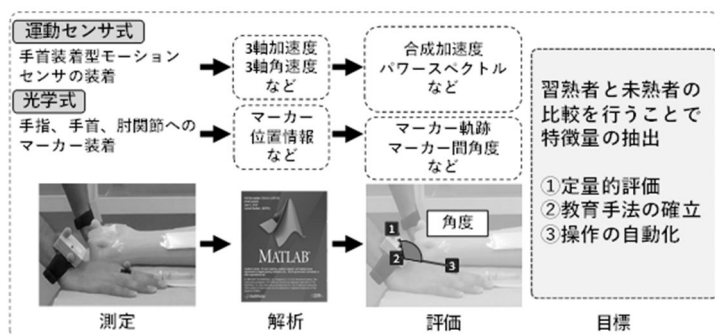 運動センサ式
手首装着型モーション
センサの装着
光学式
手指、手首、肘関節への
マーカー装着
3軸加速度
3軸角速度
など
マーカー
位置情報
など
合成加速度
パワースペクトル
など
マーカー軌跡
マーカー間角度
など
習熟者と未熟者の
比較を行うことで
特徴量の抽出
①定量的評価
②教育手法の確立
③操作の自動化
MATLAB
角度
1
2
3
測定
解析
評価
目標